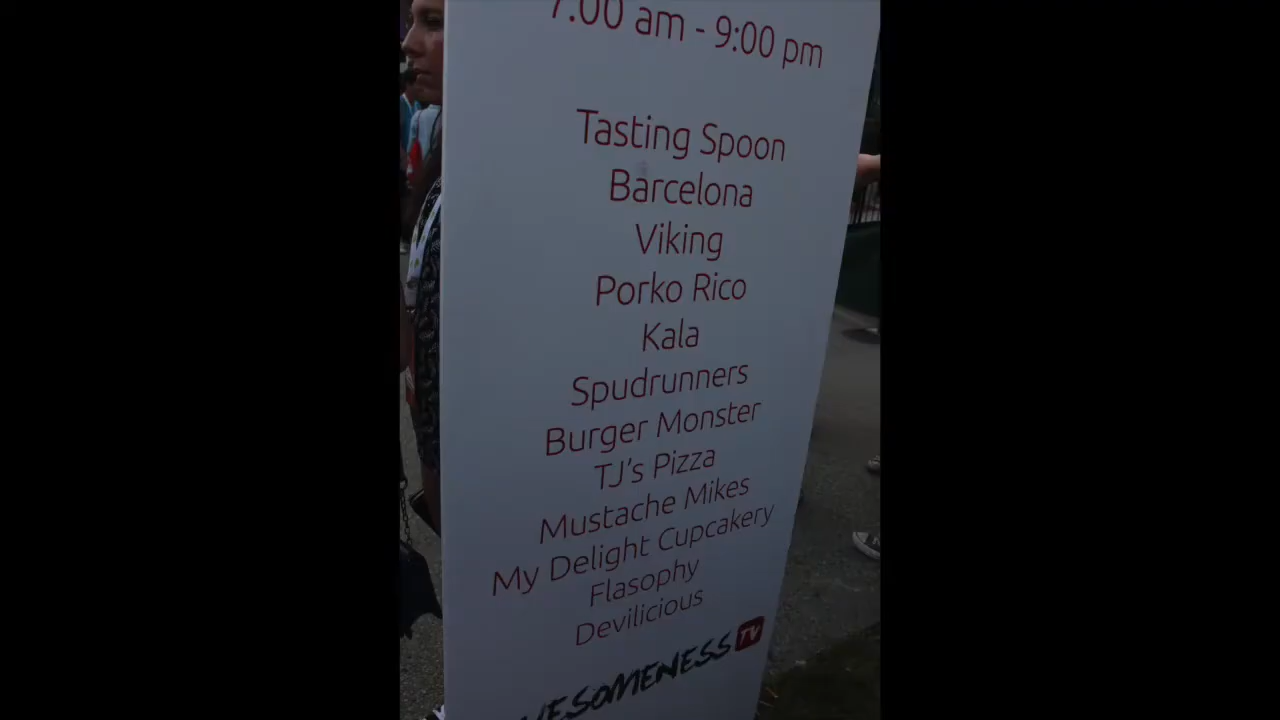 7:00 am - 9:00 pm
Tasting Spoon
Barcelona
Viking
Porko Rico
Kala
Spudrunners
Burger Monster
TJ's Pizza
Mustache Mikes
My Delight Cupcakery
Flasophy
Devilicious
AWESOMENESS TV